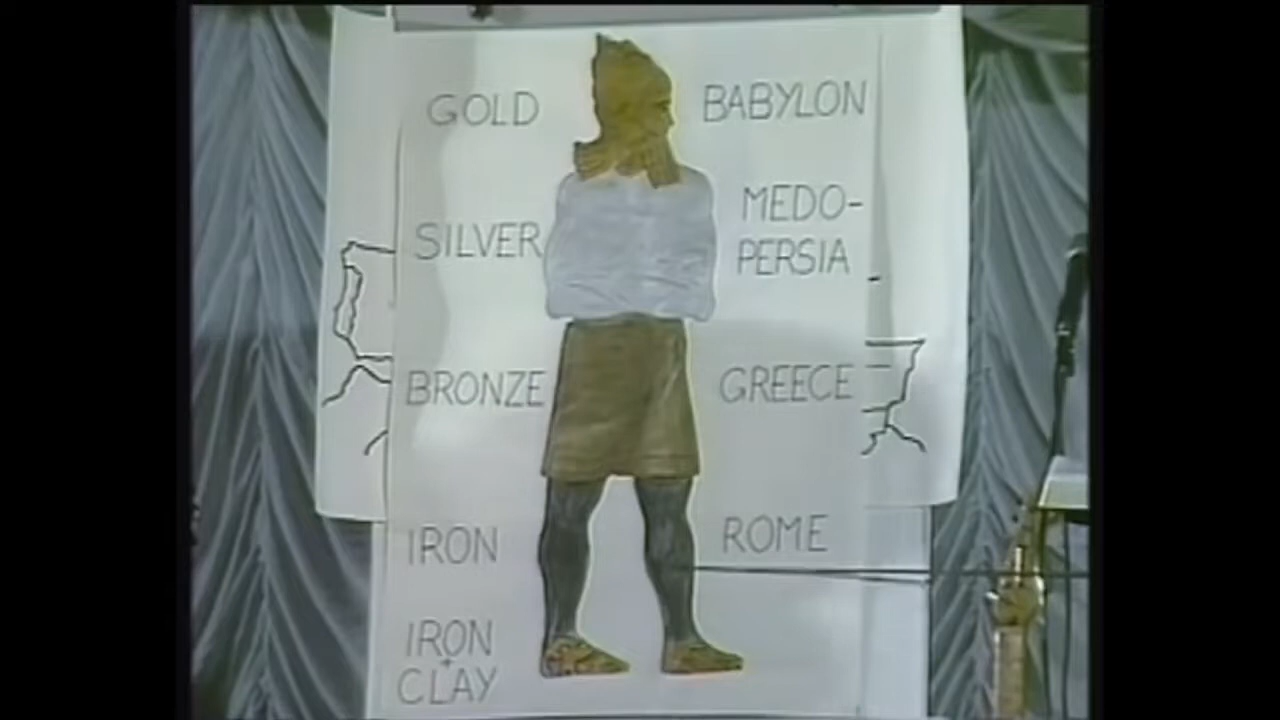 GOLD
BABYLON
SILVER
MEDO-
PERSIA
BRONZE
GREECE
IRON
ROME
IRON
+
CLAY